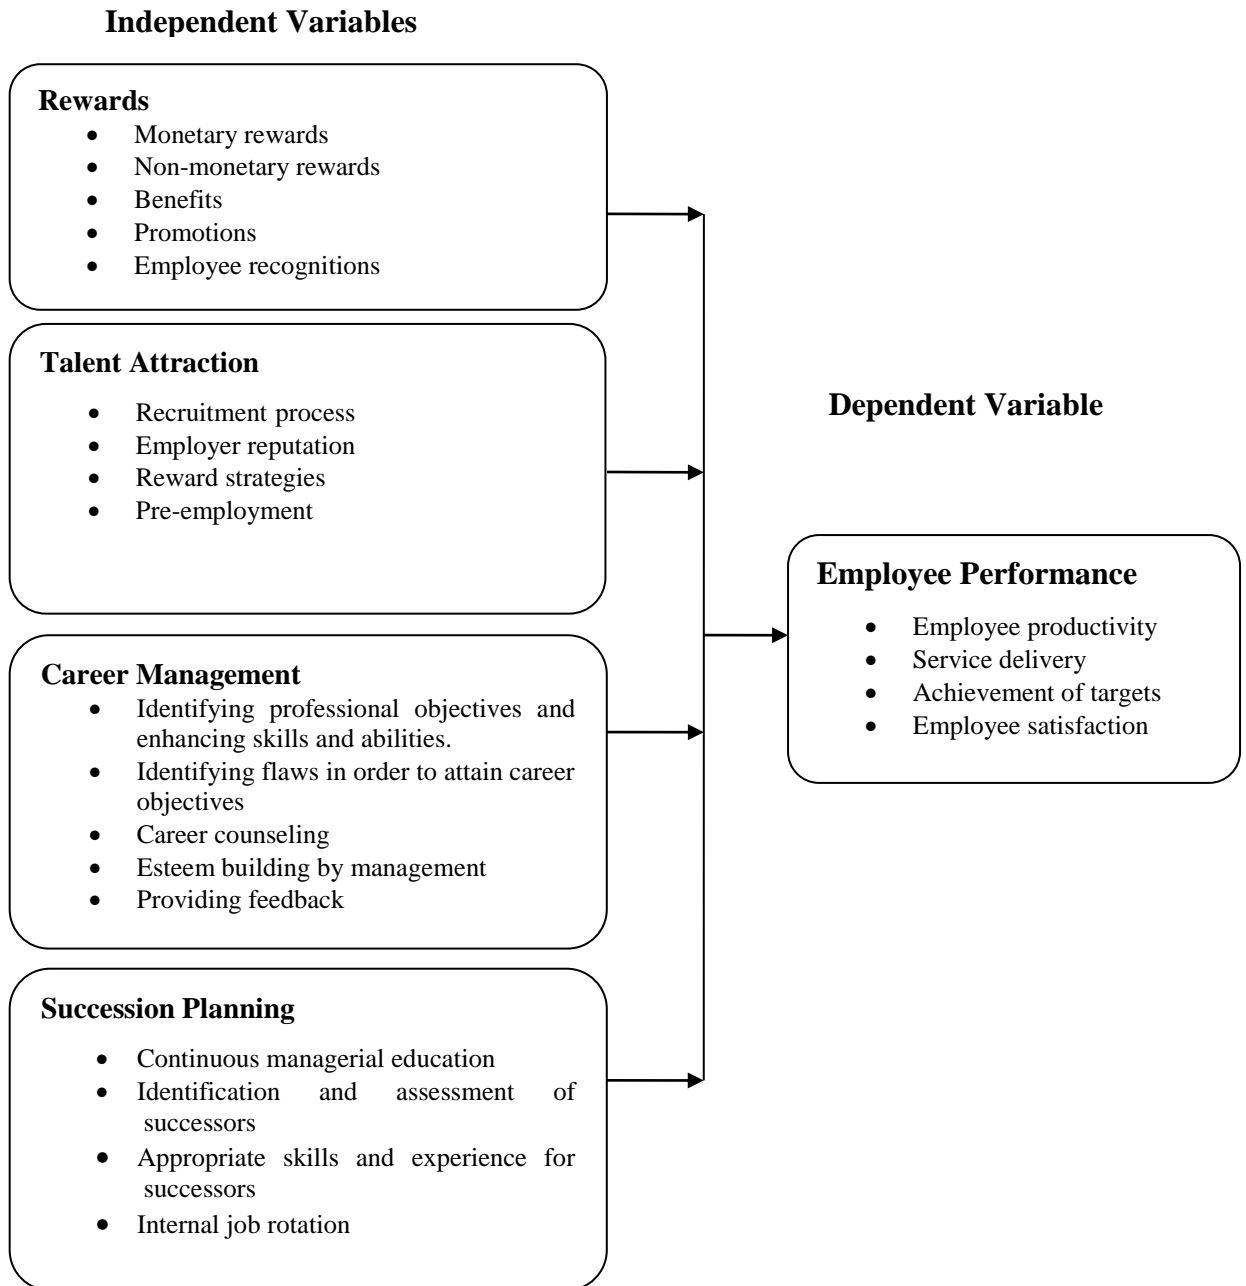 Independent Variables
Rewards
• Monetary rewards
• Non-monetary rewards
• Benefits
• Promotions
• Employee recognitions
Talent Attraction
• Recruitment process
• Employer reputation
• Reward strategies
• Pre-employment
Career Management
• Identifying professional objectives and
enhancing skills and abilities.
• Identifying flaws in order to attain career
objectives
• Career counseling
• Esteem building by management
• Providing feedback
Succession Planning
• Continuous managerial education
• Identification and assessment of
successors
• Appropriate skills and experience for
successors
• Internal job rotation
Dependent Variable
Employee Performance
• Employee productivity
• Service delivery
• Achievement of targets
• Employee satisfaction